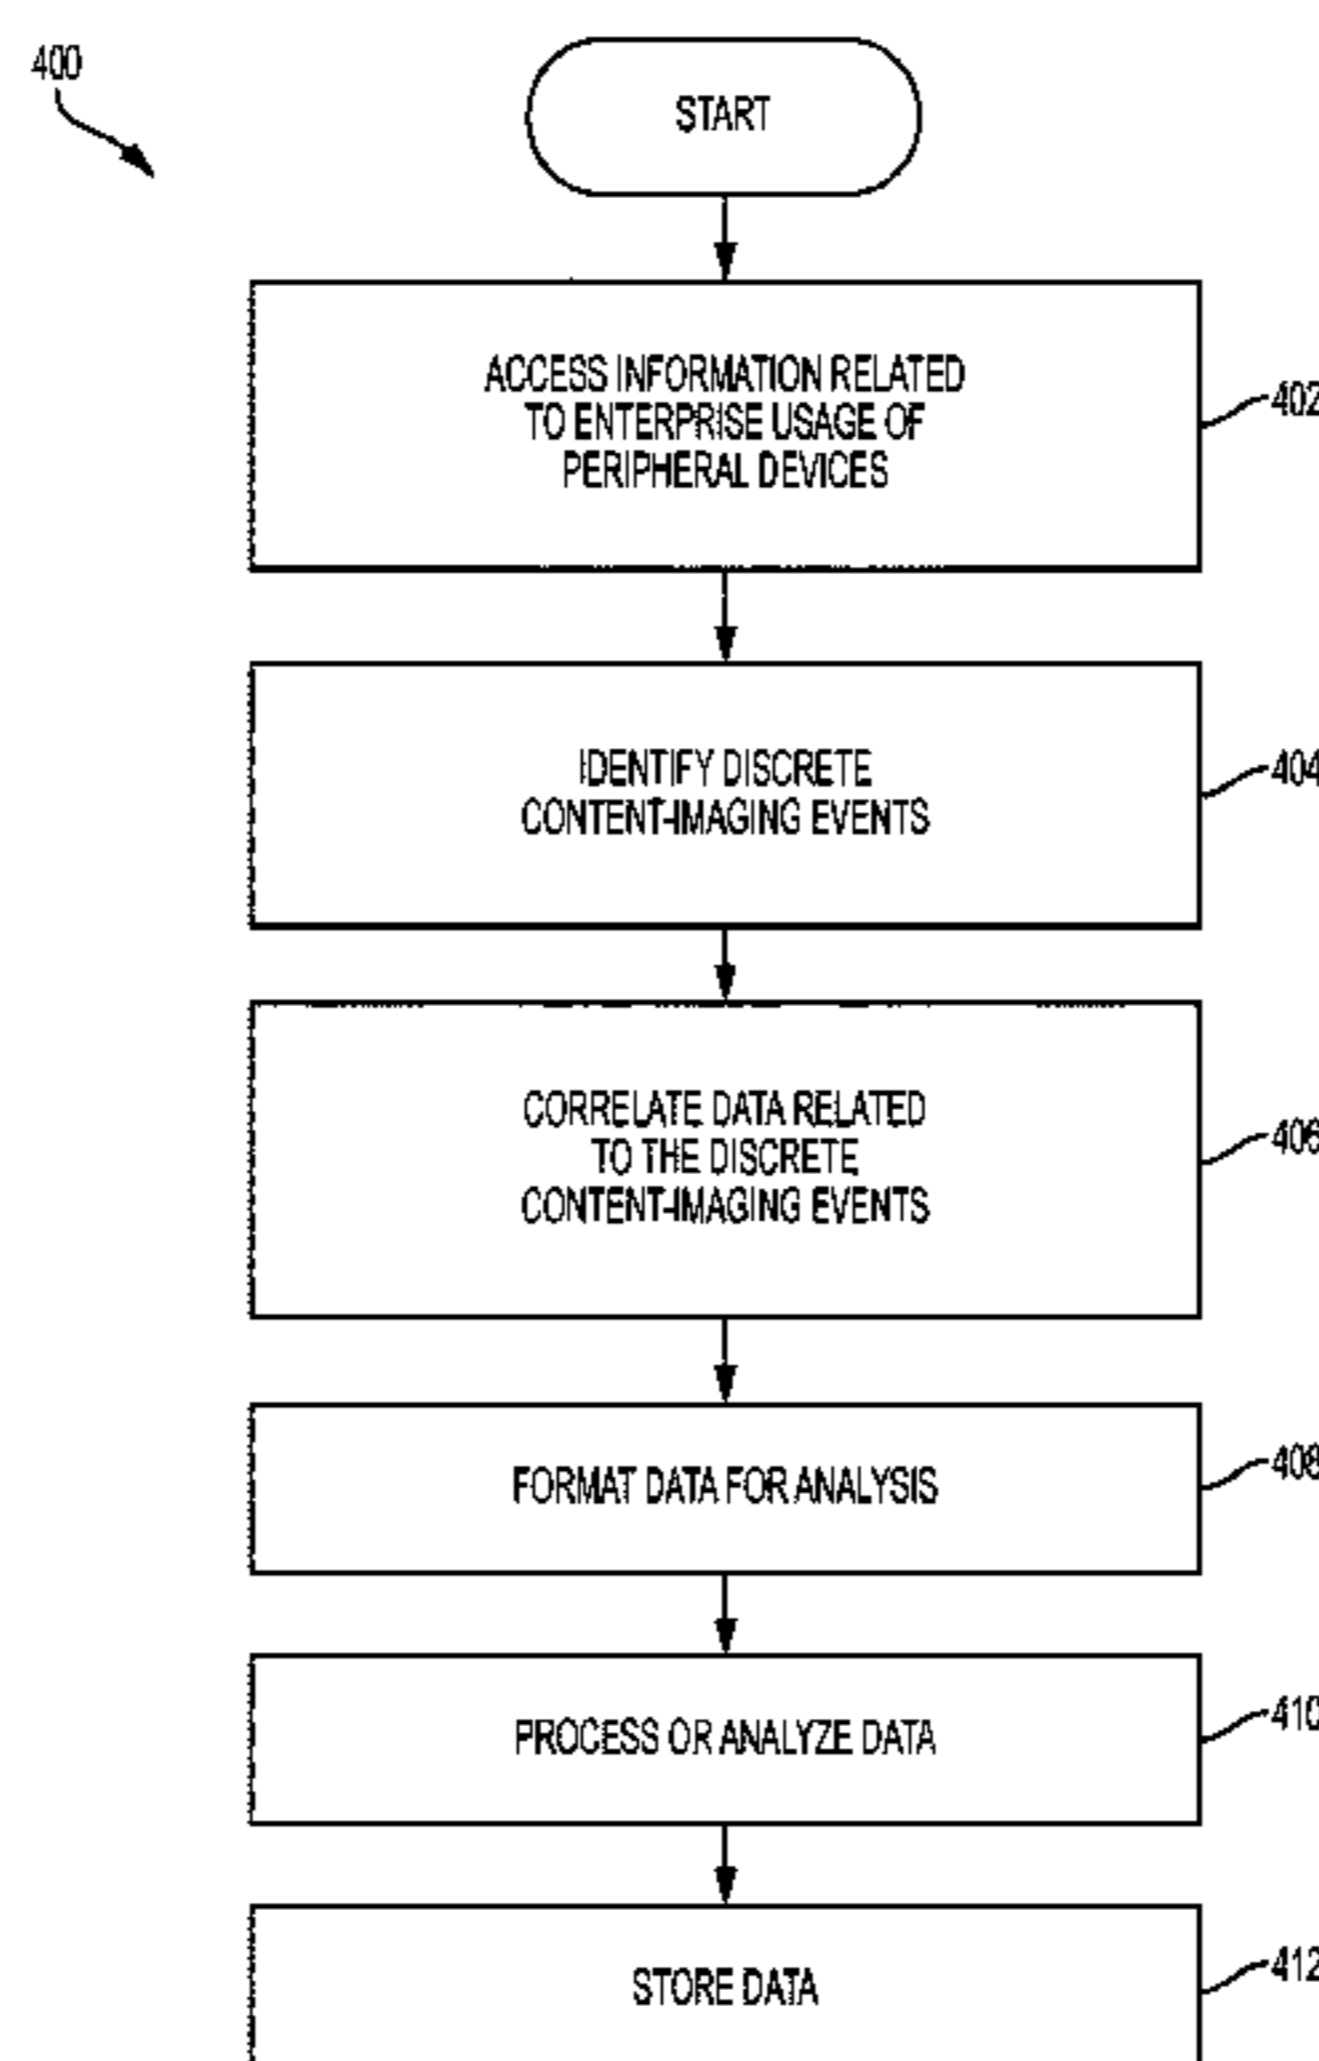 400
START
ACCESS INFORMATION RELATED
TO ENTERPRISE USAGE OF
PERIPHERAL DEVICES
402
IDENTIFY DISCRETE
CONTENT-IMAGING EVENTS
404
CORRELATE DATA RELATED
TO THE DISCRETE
CONTENT-IMAGING EVENTS
406
FORMAT DATA FOR ANALYSIS
408
PROCESS OR ANALYZE DATA
410
STORE DATA
412